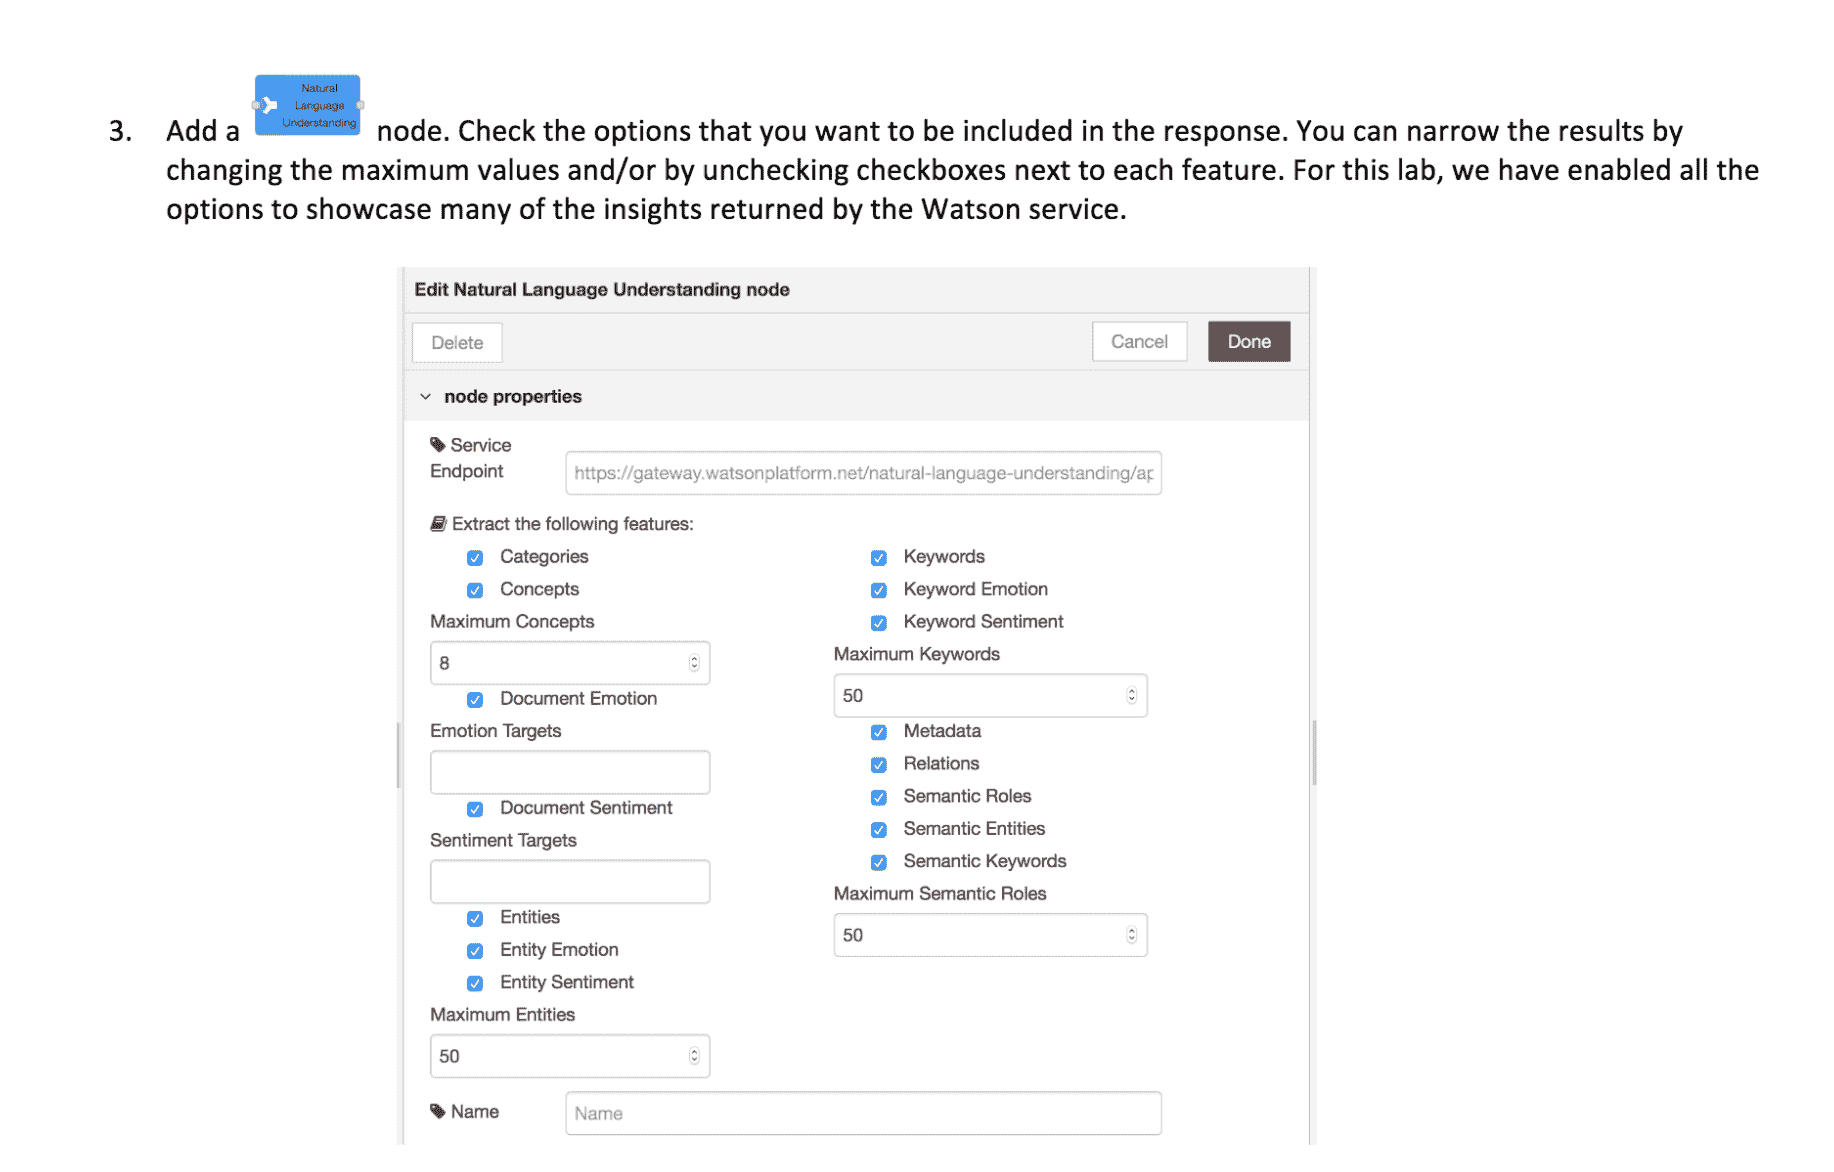 Natural
Language
Understanding
3. Add a node. Check the options that you want to be included in the response. You can narrow the results by
changing the maximum values and/or by unchecking checkboxes next to each feature. For this lab, we have enabled all the
options to showcase many of the insights returned by the Watson service.
Edit Natural Language Understanding node
Delete Cancel Done
node properties
Service
Endpoint
https://gateway.watsonplatform.net/natural-language-understanding/ap
Extract the following features:
Categories
Concepts
Maximum Concepts
8
Document Emotion
Emotion Targets
Document Sentiment
Sentiment Targets
Entities
Entity Emotion
Entity Sentiment
Maximum Entities
50
Keywords
Keyword Emotion
Keyword Sentiment
Maximum Keywords
50
Metadata
Relations
Semantic Roles
Semantic Entities
Semantic Keywords
Maximum Semantic Roles
50
Name
Name